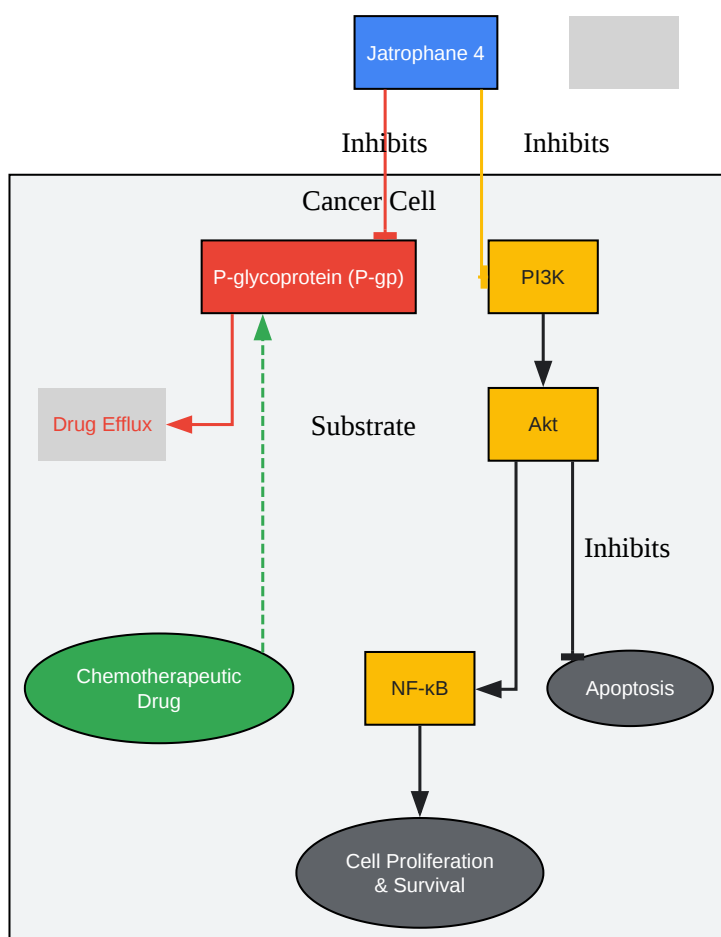 Jatrophane 4
Inhibits
Inhibits
Cancer Cell
P-glycoprotein (P-gp)
PI3K
Drug Efflux
Substrate
Akt
Inhibits
Chemotherapeutic
Drug
NF-κB
Apoptosis
Cell Proliferation
& Survival